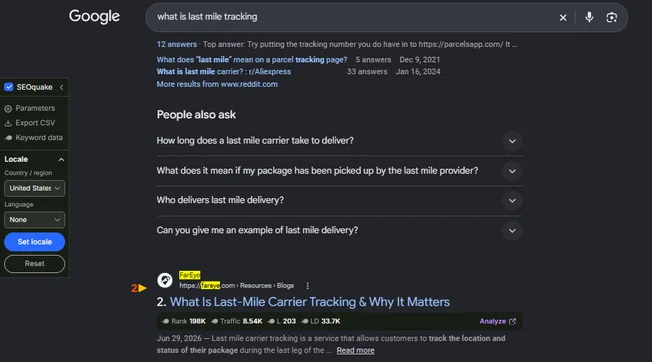 Google
what is last mile tracking
12 answers · Top answer: Try putting the tracking number you do have in to https://parcelsapp.com/ It ...
What does "last mile" mean on a parcel tracking page? 5 answers Dec 9, 2021
What is last mile carrier? : r/Aliexpress 33 answers Jan 16, 2024
More results from www.reddit.com
SEOquake
Parameters
Export CSV
Keyword data
Locale
Country / region
United States
Language
None
Set locale
Reset
People also ask
How long does a last mile carrier take to deliver?
What does it mean if my package has been picked up by the last mile provider?
Who delivers last mile delivery?
Can you give me an example of last mile delivery?
FarEye
https://fareye.com › Resources › Blogs
2
2. What Is Last-Mile Carrier Tracking & Why It Matters
Rank 198K Traffic 8.54K L 203 LD 33.7K Analyze
Jun 29, 2026 — Last mile carrier tracking is a service that allows customers to track the location and
status of their package during the last leg of the ... Read more